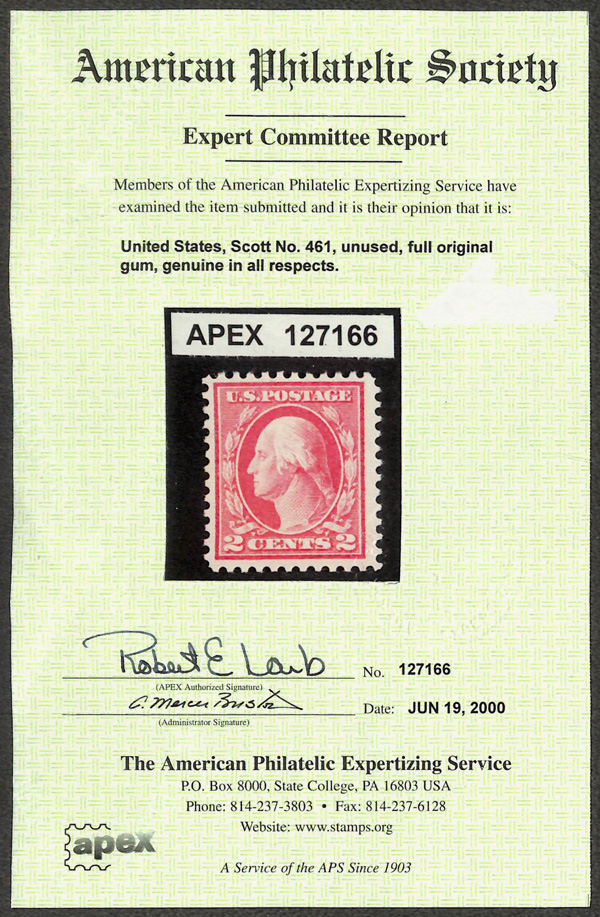 American Philatelic Society
Expert Committee Report
Members of the American Philatelic Expertizing Service have
examined the item submitted and it is their opinion that it is:
United States, Scott No. 461, unused, full original
gum, genuine in all respects.
APEX 127166
U.S. POSTAGE
2 CENTS 2
Robert E Laub
No. 127166
(APEX Authorized Signature)
C. Mercer Bristow
Date: JUN 19, 2000
(Administrator Signature)
The American Philatelic Expertizing Service
P.O. Box 8000, State College, PA 16803 USA
Phone: 814-237-3803 • Fax: 814-237-6128
Website: www.stamps.org
apex
A Service of the APS Since 1903